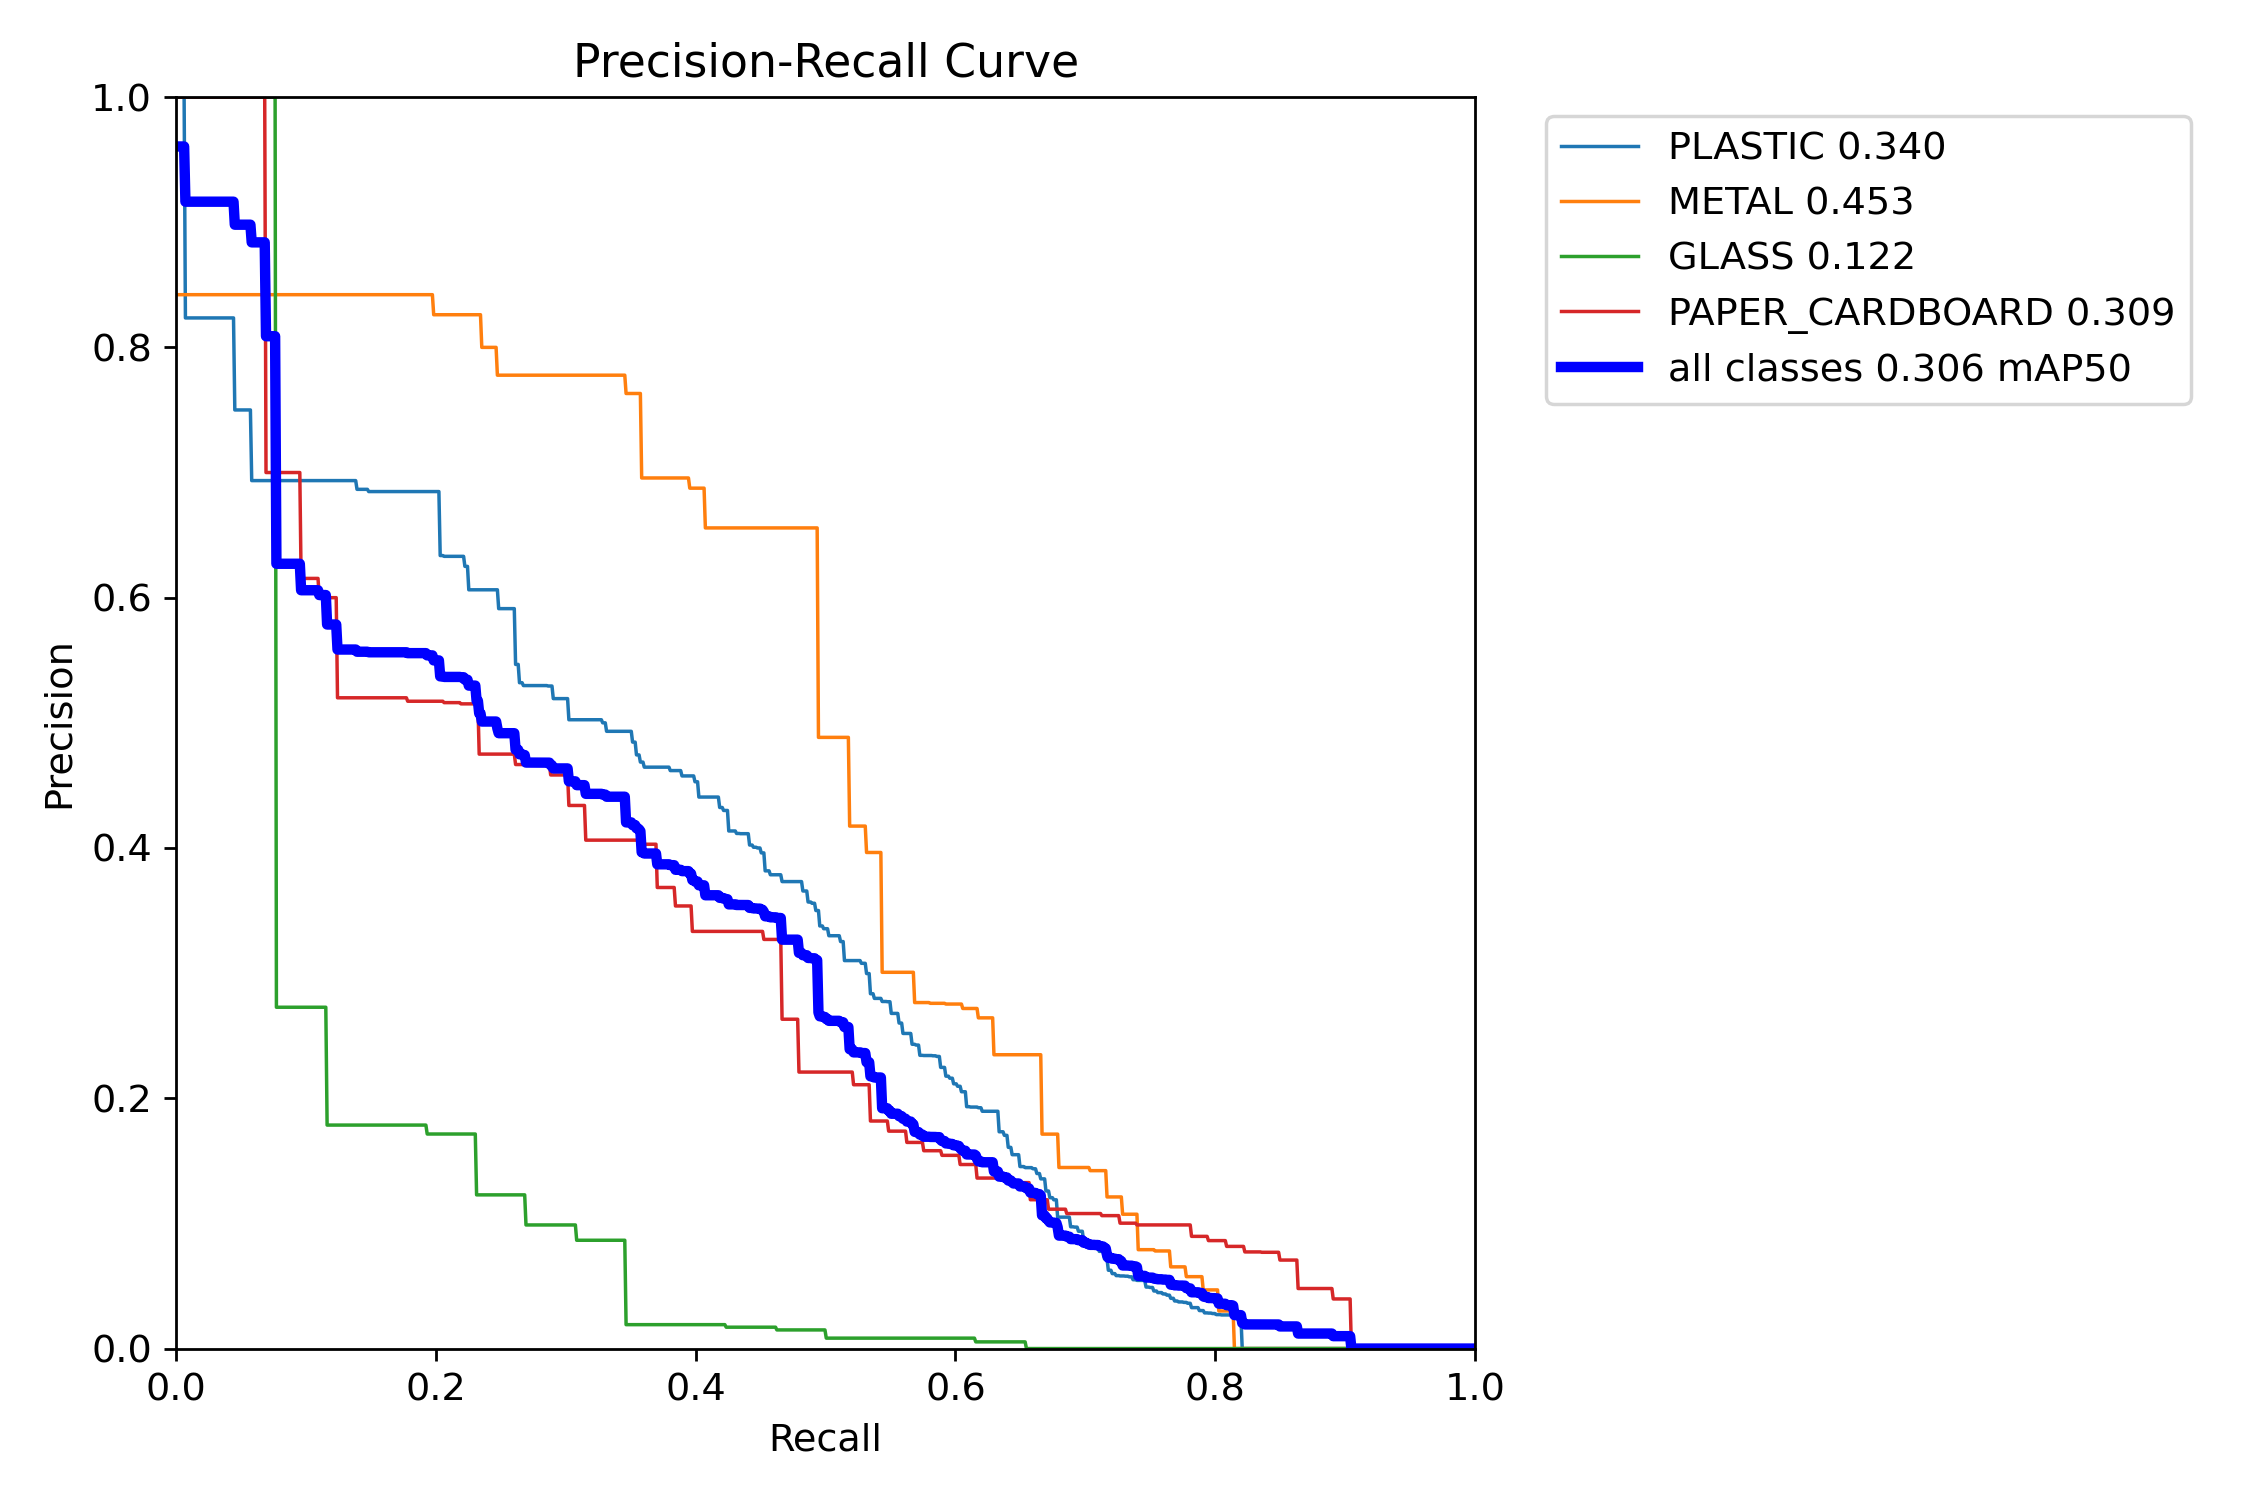 Precision-Recall Curve
1.0
0.8
0.6
0.4
0.2
0.0
Precision
0.0 0.2 0.4 0.6 0.8 1.0
Recall
PLASTIC 0.340
METAL 0.453
GLASS 0.122
PAPER_CARDBOARD 0.309
all classes 0.306 mAP50